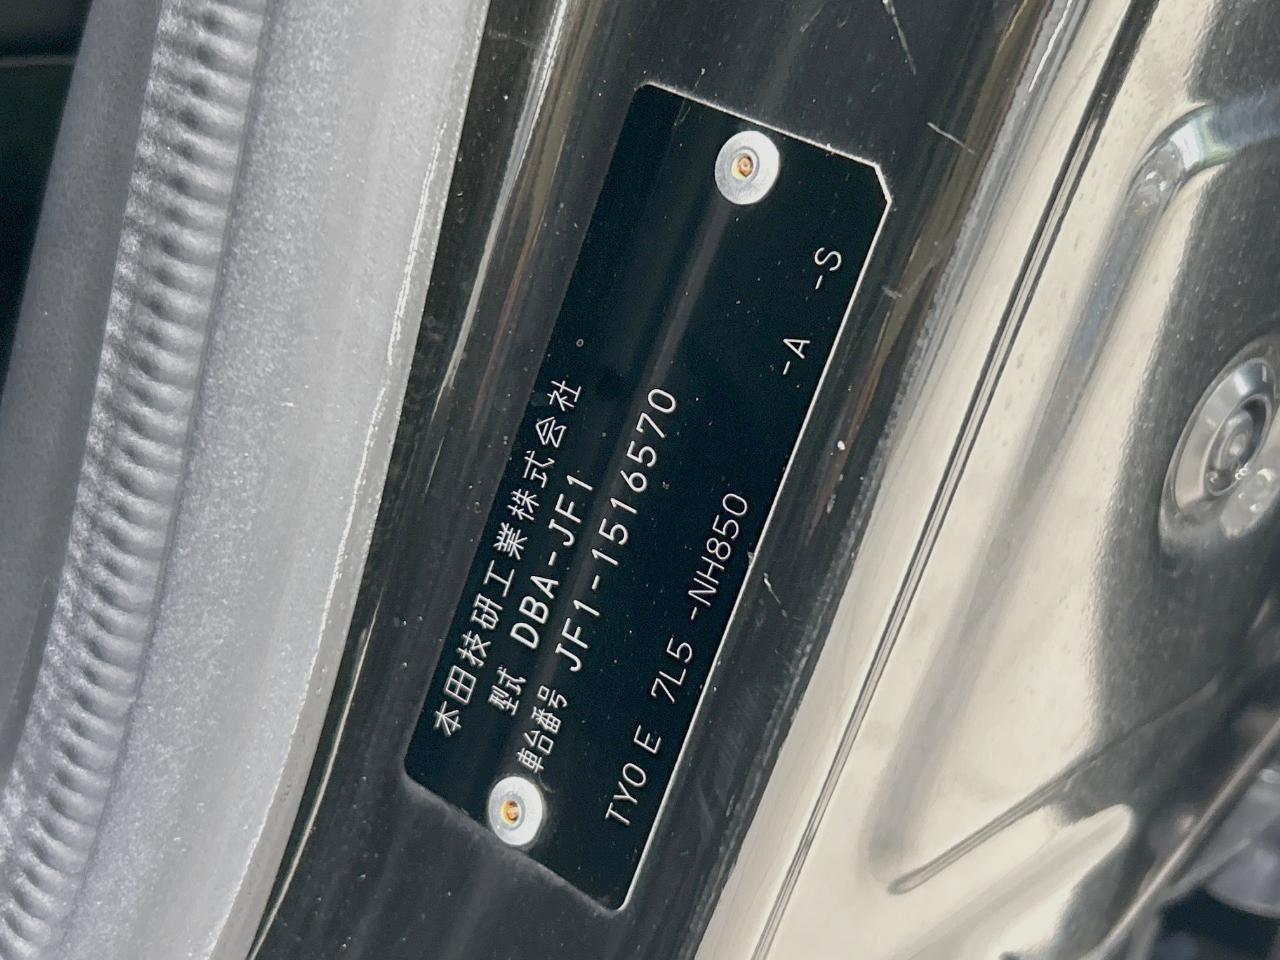 本田技研工業株式会社
型式 DBA-JF1
車台番号 JF1-1516570
TY0 E 7L5 -NH850 -A -S